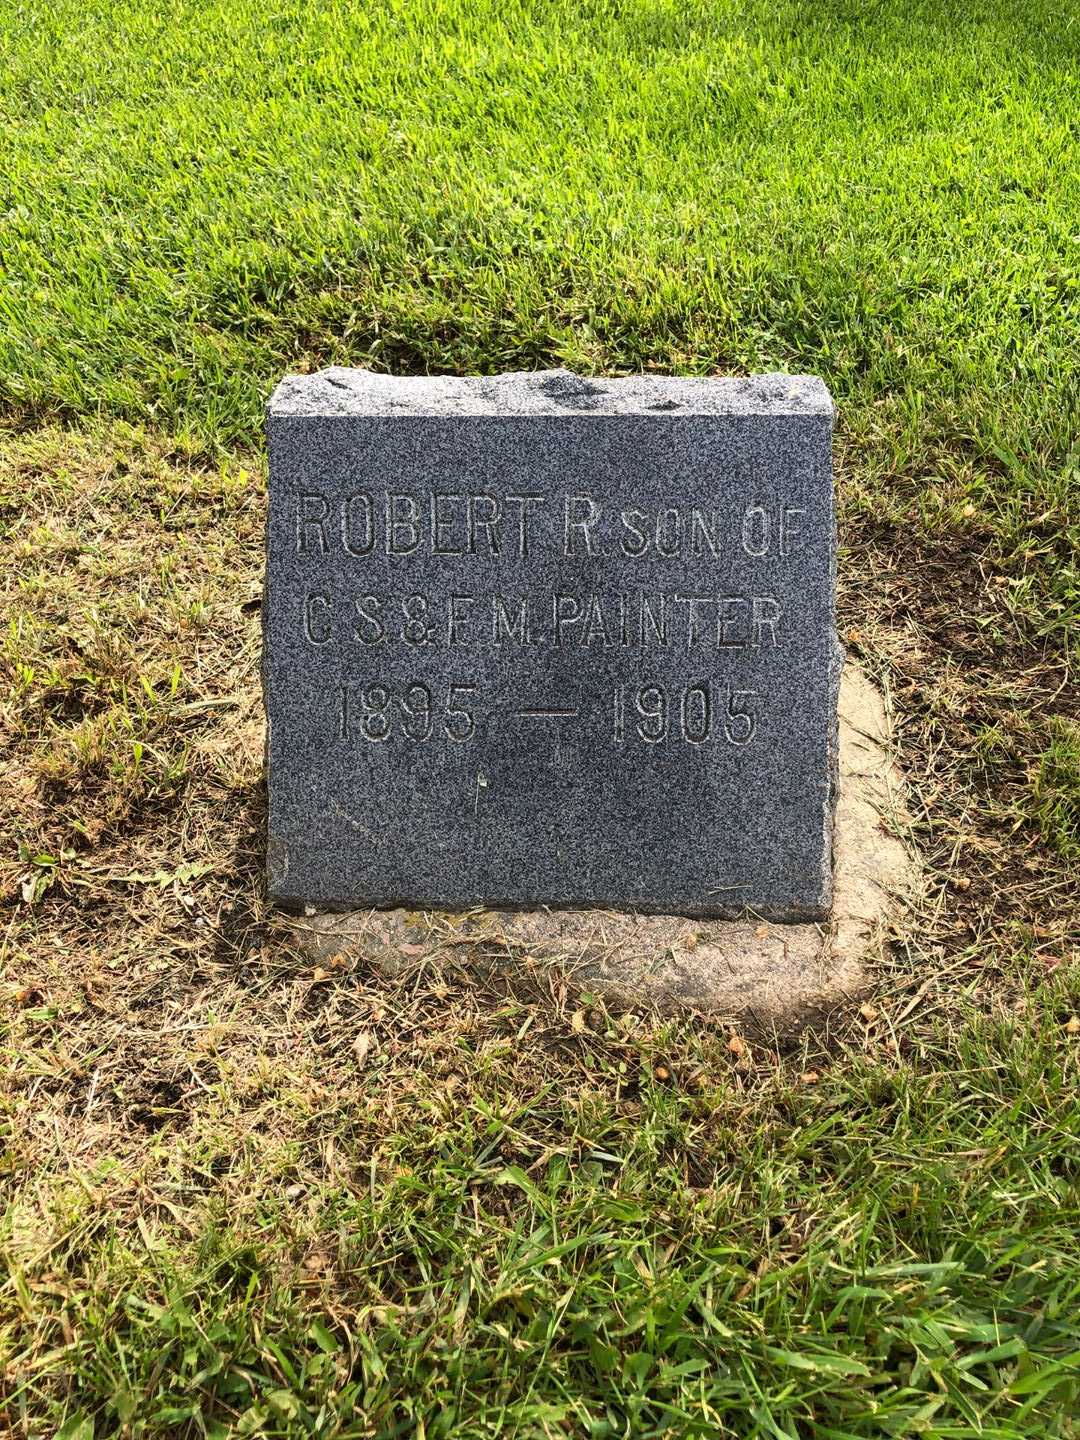 ROBERT R. SON OF
C S & F M. PAINTER
1895 — 1905